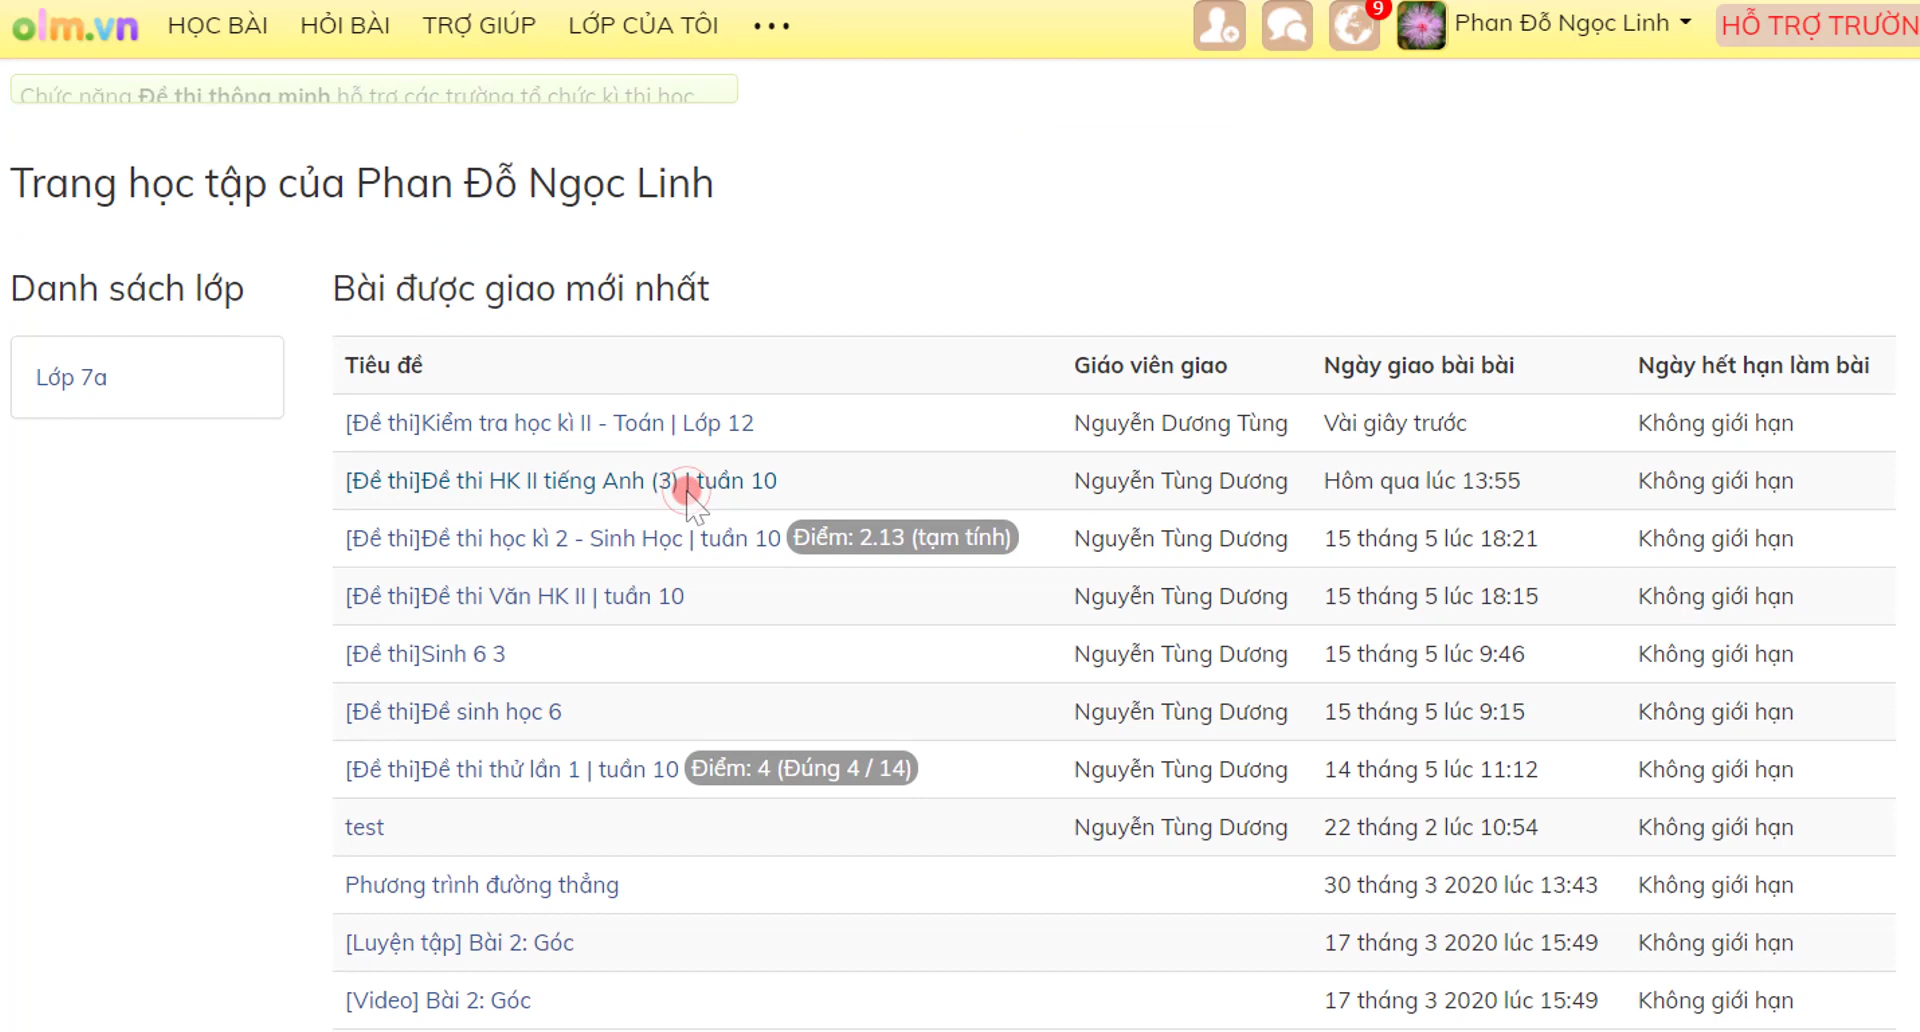 olm.vn HỌC BÀI HỎI BÀI TRỢ GIÚP LỚP CỦA TÔI ••• 9 Phan Đỗ Ngọc Linh HỖ TRỢ TRƯỜN
Chức năng Đề thi thông minh hỗ trợ các trường tổ chức kì thi học
Trang học tập của Phan Đỗ Ngọc Linh
Danh sách lớp
Lớp 7a
Bài được giao mới nhất
Tiêu đề Giáo viên giao Ngày giao bài bài Ngày hết hạn làm bài
[Đề thi]Kiểm tra học kì II - Toán | Lớp 12 Nguyễn Dương Tùng Vài giây trước Không giới hạn
[Đề thi]Đề thi HK II tiếng Anh (3) | tuần 10 Nguyễn Tùng Dương Hôm qua lúc 13:55 Không giới hạn
[Đề thi]Đề thi học kì 2 - Sinh Học | tuần 10 Điểm: 2.13 (tạm tính) Nguyễn Tùng Dương 15 tháng 5 lúc 18:21 Không giới hạn
[Đề thi]Đề thi Văn HK II | tuần 10 Nguyễn Tùng Dương 15 tháng 5 lúc 18:15 Không giới hạn
[Đề thi]Sinh 6 3 Nguyễn Tùng Dương 15 tháng 5 lúc 9:46 Không giới hạn
[Đề thi]Đề sinh học 6 Nguyễn Tùng Dương 15 tháng 5 lúc 9:15 Không giới hạn
[Đề thi]Đề thi thử lần 1 | tuần 10 Điểm: 4 (Đúng 4 / 14) Nguyễn Tùng Dương 14 tháng 5 lúc 11:12 Không giới hạn
test Nguyễn Tùng Dương 22 tháng 2 lúc 10:54 Không giới hạn
Phương trình đường thẳng 30 tháng 3 2020 lúc 13:43 Không giới hạn
[Luyện tập] Bài 2: Góc 17 tháng 3 2020 lúc 15:49 Không giới hạn
[Video] Bài 2: Góc 17 tháng 3 2020 lúc 15:49 Không giới hạn